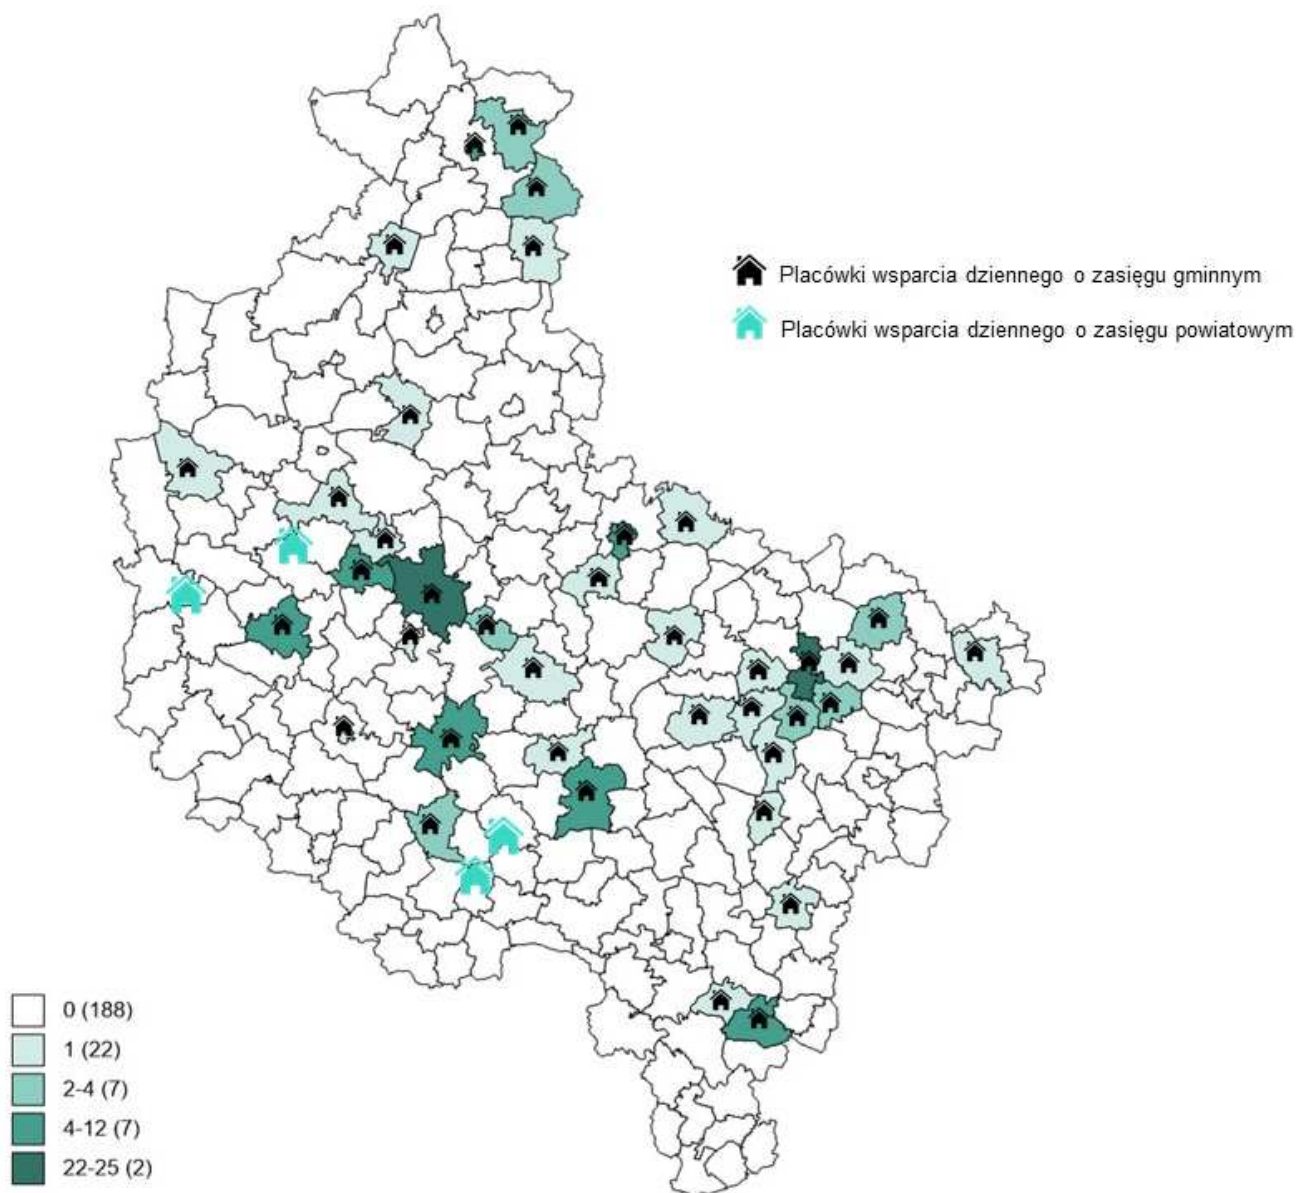 Placówki wsparcia dziennego o zasięgu gminnym
Placówki wsparcia dziennego o zasięgu powiatowym
0 (188)
1 (22)
2-4 (7)
4-12 (7)
22-25 (2)